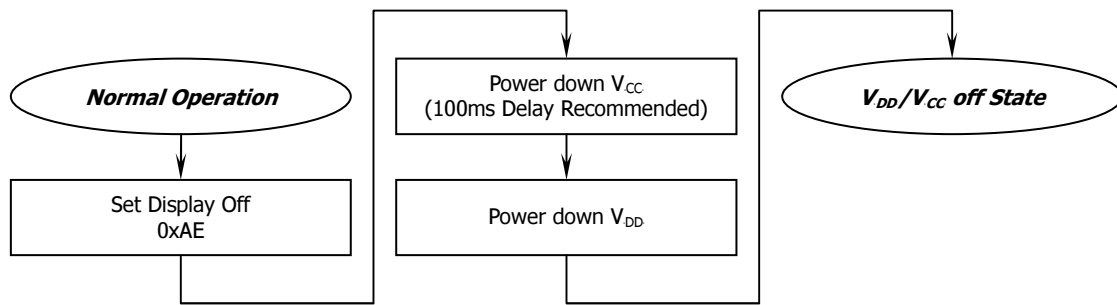 Normal Operation
Set Display Off
0xAE
Power down VCC
(100ms Delay Recommended)
Power down VDD
VDD/VCC off State